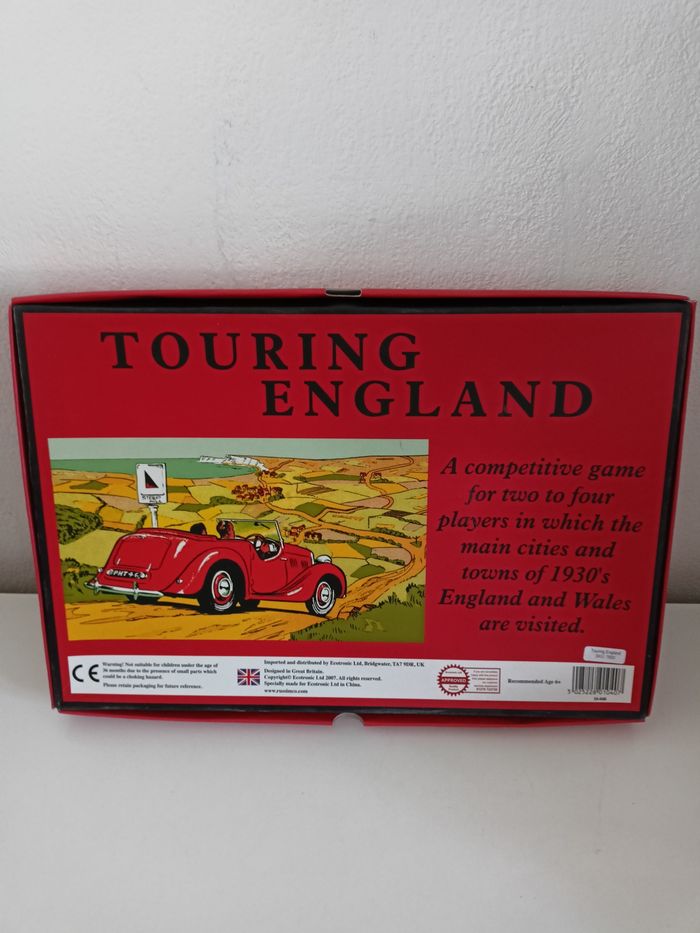 TOURING
ENGLAND
A competitive game
for two to four
players in which the
main cities and
towns of 1930's
England and Wales
are visited.
STEEP
CE
Warning! Not suitable for children under the age of
36 months due to the presence of small parts which
could be a choking hazard.
Please retain packaging for future reference.
Imported and distributed by Ecotronic Ltd, Bridgwater, TA7 9DR, UK
Designed in Great Britain.
Copyright© Ecotronic Ltd 2007. All rights reserved.
Specially made for Ecotronic Ltd in China.
APPROVED
Recommended Age 6+
Touring England